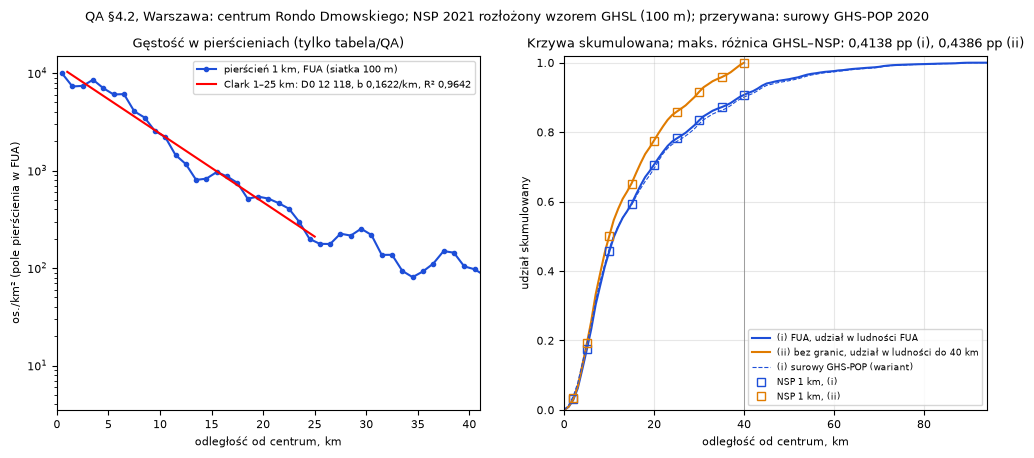 QA §4.2, Warszawa: centrum Rondo Dmowskiego; NSP 2021 rozłożony wzorem GHSL (100 m); przerywana: surowy GHS-POP 2020
Gęstość w pierścieniach (tylko tabela/QA)
os./km² (pole pierścienia w FUA)
10⁴
10³
10²
10¹
pierścień 1 km, FUA (siatka 100 m)
Clark 1–25 km: D0 12 118, b 0,1622/km, R² 0,9642
0 5 10 15 20 25 30 35 40
odległość od centrum, km
Krzywa skumulowana; maks. różnica GHSL–NSP: 0,4138 pp (i), 0,4386 pp (ii)
udział skumulowany
1.0
0.8
0.6
0.4
0.2
0.0
(i) FUA, udział w ludności FUA
(ii) bez granic, udział w ludności do 40 km
(i) surowy GHS-POP (wariant)
NSP 1 km, (i)
NSP 1 km, (ii)
0 20 40 60 80
odległość od centrum, km